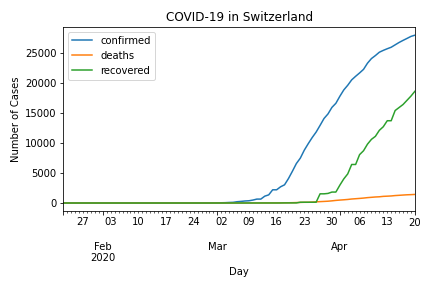 COVID-19 in Switzerland
confirmed
deaths
recovered
Number of Cases
25000
20000
15000
10000
5000
0
27 03 10 17 24 02 09 16 23 30 06 13 20
Feb Mar Apr
2020
Day